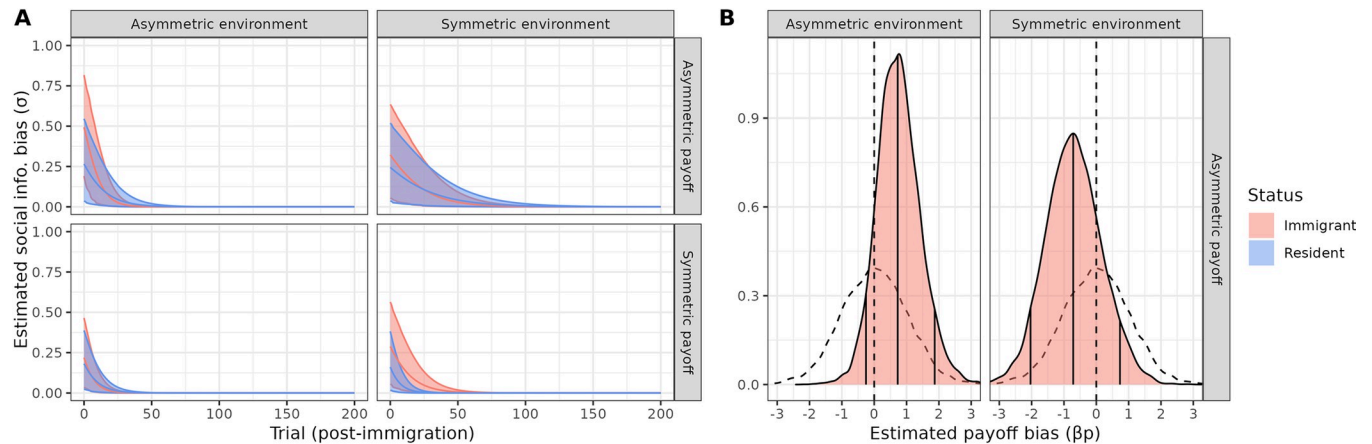 A
Asymmetric environment
Symmetric environment
Estimated social info. bias (σ)
1.00
0.75
0.50
0.25
0.00
Asymmetric payoff
1.00
0.75
0.50
0.25
0.00
Symmetric payoff
0 50 100 150 200
0 50 100 150 200
Trial (post-immigration)
B
Asymmetric environment
Symmetric environment
0.9
0.6
0.3
0.0
Asymmetric payoff
-3 -2 -1 0 1 2 3
-3 -2 -1 0 1 2 3
Estimated payoff bias (βp)
Status
Immigrant
Resident